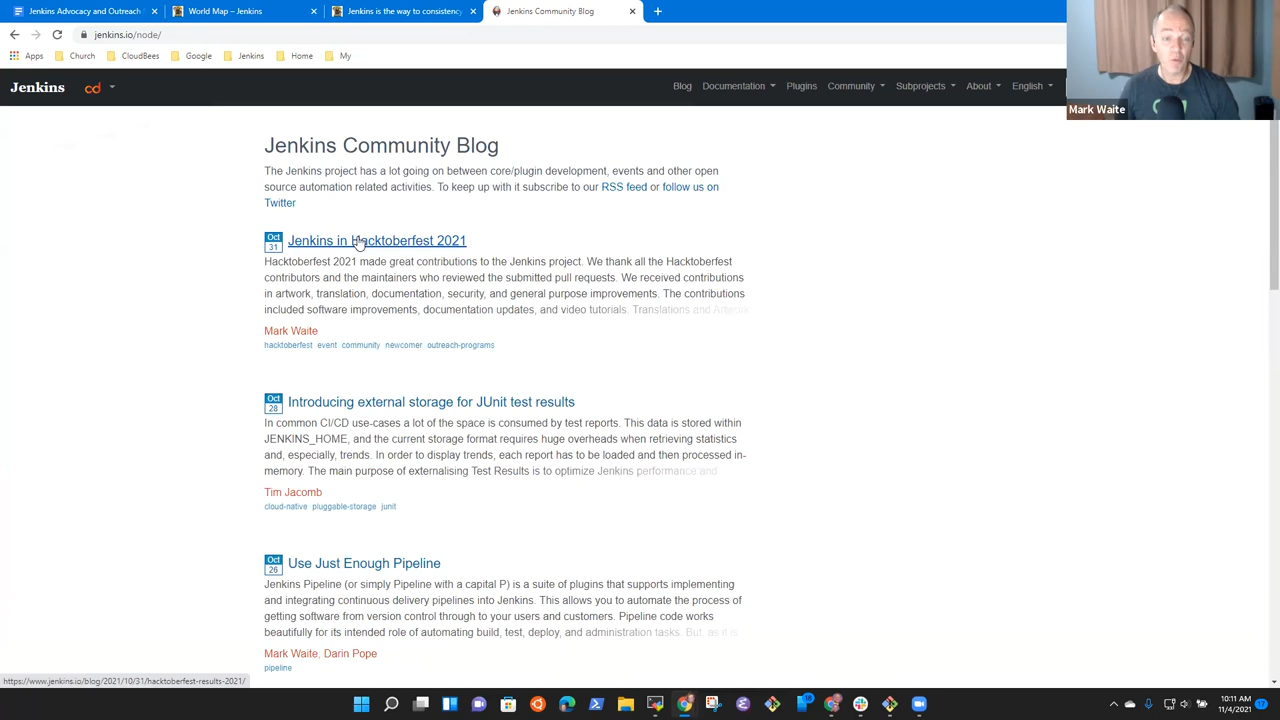 Jenkins Advocacy and Outreach
World Map – Jenkins
Jenkins is the way to consistency
Jenkins Community Blog
jenkins.io/node/
Apps
Church
CloudBees
Google
Jenkins
Home
My
Mark Waite
Jenkins
cd
Blog
Documentation
Plugins
Community
Subprojects
About
English
Jenkins Community Blog
The Jenkins project has a lot going on between core/plugin development, events and other open
source automation related activities. To keep up with it subscribe to our RSS feed or follow us on
Twitter
Oct
31
Jenkins in Hacktoberfest 2021
Hacktoberfest 2021 made great contributions to the Jenkins project. We thank all the Hacktoberfest
contributors and the maintainers who reviewed the submitted pull requests. We received contributions
in artwork, translation, documentation, security, and general purpose improvements. The contributions
included software improvements, documentation updates, and video tutorials. Translations and Artwork
Mark Waite
hacktoberfest event community newcomer outreach-programs
Oct
28
Introducing external storage for JUnit test results
In common CI/CD use-cases a lot of the space is consumed by test reports. This data is stored within
JENKINS_HOME, and the current storage format requires huge overheads when retrieving statistics
and, especially, trends. In order to display trends, each report has to be loaded and then processed in-
memory. The main purpose of externalising Test Results is to optimize Jenkins performance and
Tim Jacomb
cloud-native pluggable-storage junit
Oct
26
Use Just Enough Pipeline
Jenkins Pipeline (or simply Pipeline with a capital P) is a suite of plugins that supports implementing
and integrating continuous delivery pipelines into Jenkins. This allows you to automate the process of
getting software from version control through to your users and customers. Pipeline code works
beautifully for its intended role of automating build, test, deploy, and administration tasks. But, as it is
Mark Waite, Darin Pope
pipeline
https://www.jenkins.io/blog/2021/10/31/hacktoberfest-results-2021/
10:11 AM
11/4/2021